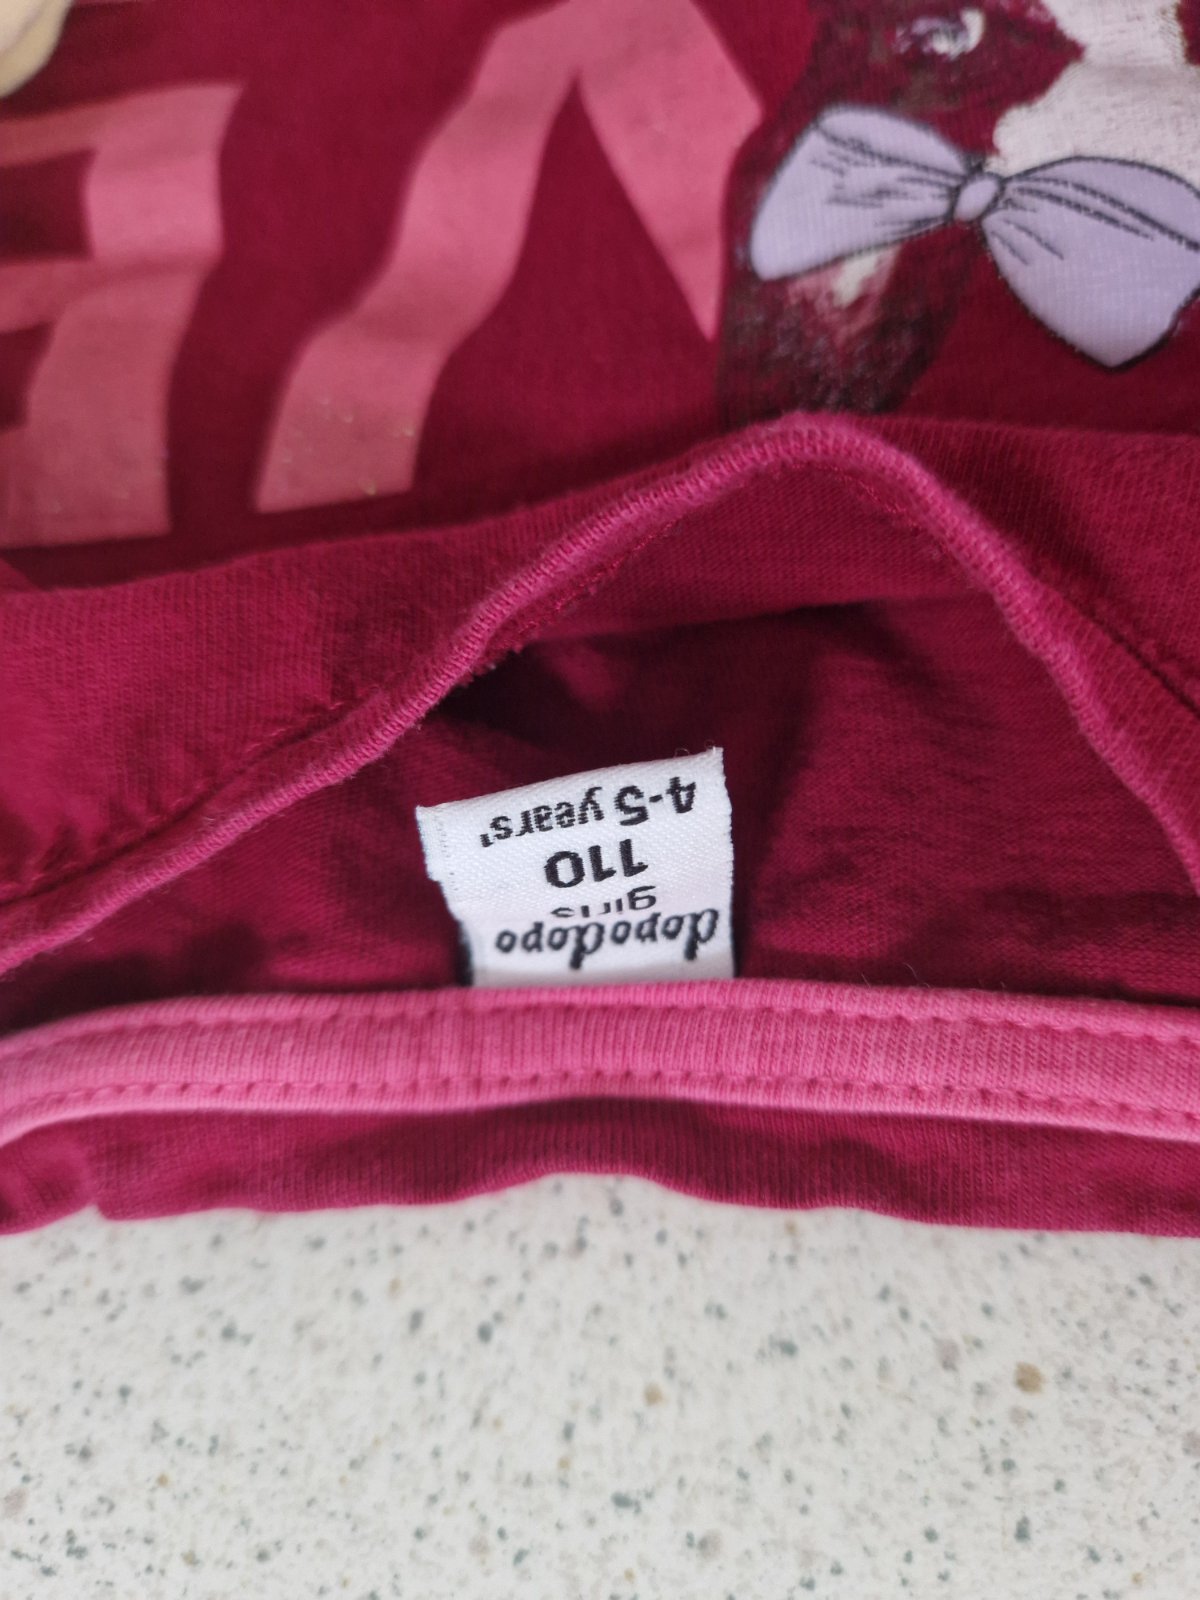 dopodopo
girls
110
4-5 years'